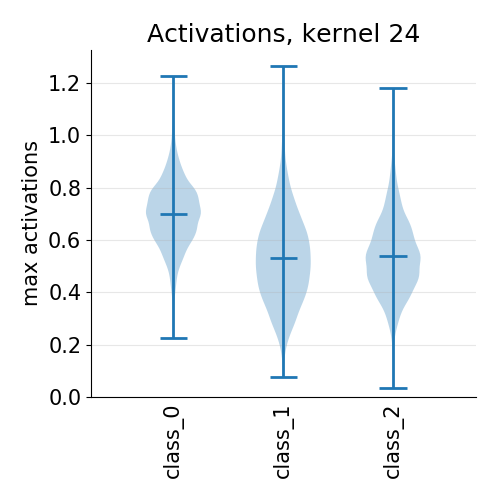 Activations, kernel 24
max activations
1.2
1.0
0.8
0.6
0.4
0.2
0.0
class_0
class_1
class_2